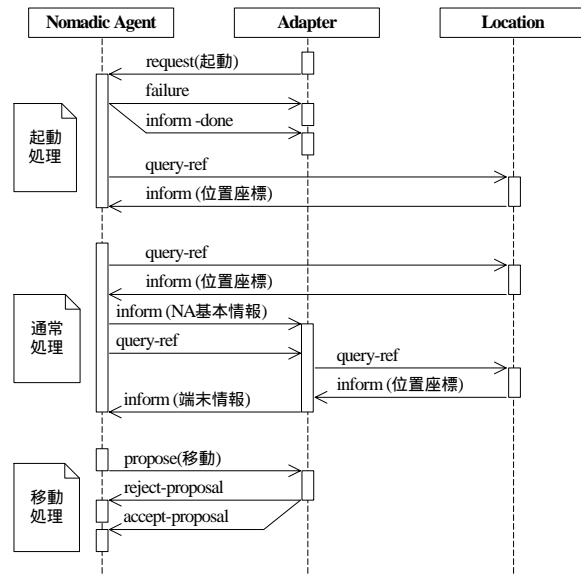 Nomadic Agent
Adapter
Location
request(起動)
failure
inform -done
起動
処理
query-ref
inform (位置座標)
query-ref
inform (位置座標)
inform (NA基本情報)
通常
処理
query-ref
query-ref
inform (位置座標)
inform (端末情報)
propose(移動)
reject-proposal
移動
処理
accept-proposal